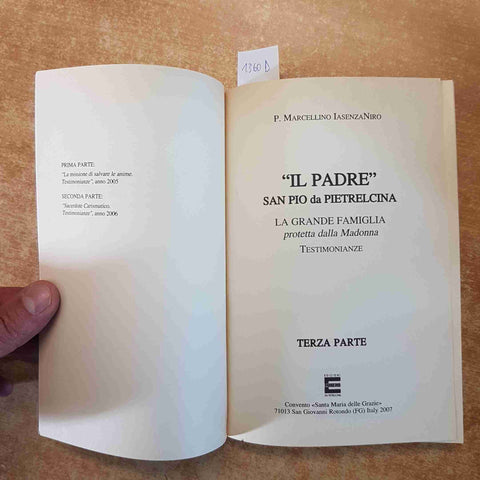 1360 D
PRIMA PARTE:
"La missione di salvare le anime.
Testimonianze", anno 2005
SECONDA PARTE:
"Sacerdote Carismatico.
Testimonianze", anno 2006
P. MARCELLINO IASENZANIRO
"IL PADRE"
SAN PIO da PIETRELCINA
LA GRANDE FAMIGLIA
protetta dalla Madonna
TESTIMONIANZE
TERZA PARTE
Convento «Santa Maria delle Grazie»
71013 San Giovanni Rotondo (FG) Italy 2007